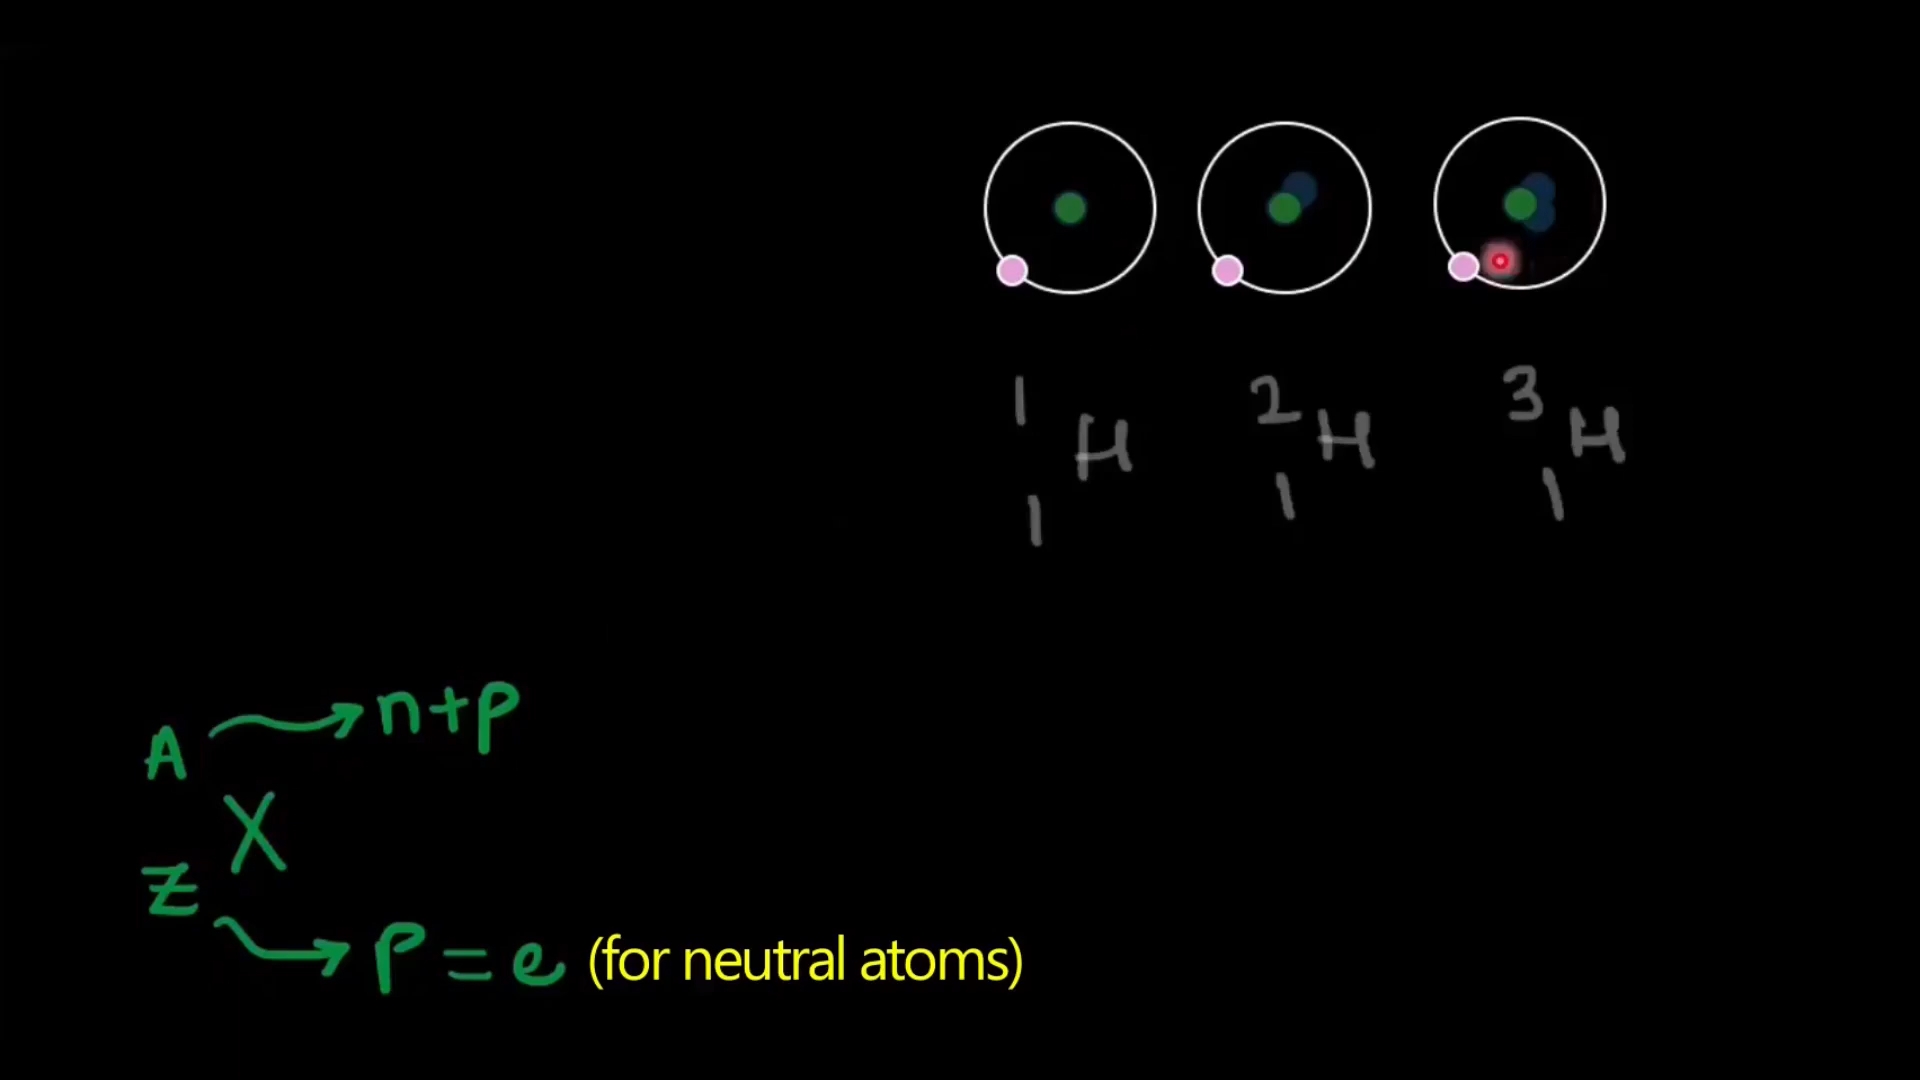 1 H 1
2 H 1
3 H 1
A → n+p
X
Z → P = e (for neutral atoms)